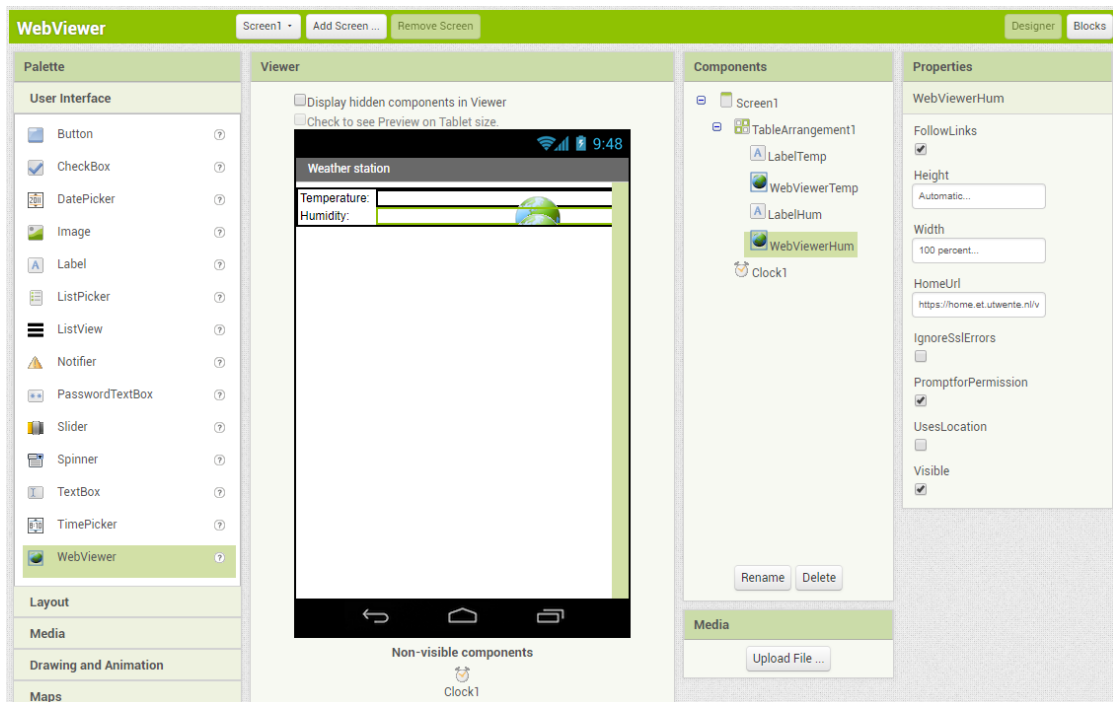 WebViewer
Screen1
Add Screen ...
Remove Screen
Designer
Blocks
Palette
User Interface
Button
CheckBox
DatePicker
Image
Label
ListPicker
ListView
Notifier
PasswordTextBox
Slider
Spinner
TextBox
TimePicker
WebViewer
Layout
Media
Drawing and Animation
Maps
Viewer
Display hidden components in Viewer
Check to see Preview on Tablet size.
9:48
Weather station
Temperature:
Humidity:
Non-visible components
Clock1
Components
Screen1
TableArrangement1
A LabelTemp
WebViewerTemp
A LabelHum
WebViewerHum
Clock1
Rename
Delete
Media
Upload File ...
Properties
WebViewerHum
FollowLinks
Height
Automatic...
Width
100 percent...
HomeUrl
https://home.et.utwente.nl/v
IgnoreSslErrors
PromptforPermission
UsesLocation
Visible